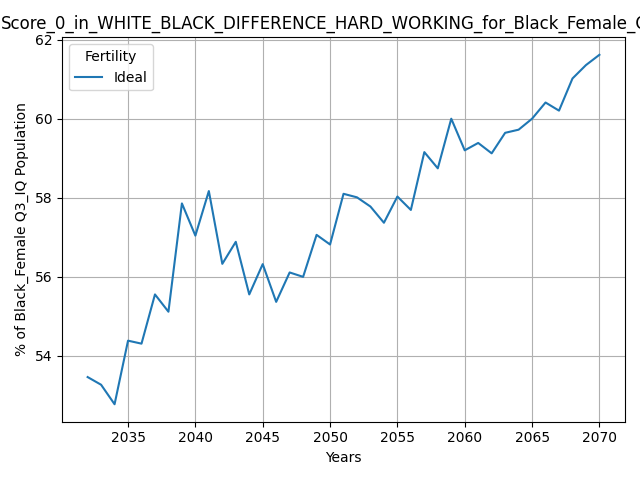 Score_0_in_WHITE_BLACK_DIFFERENCE_HARD_WORKING_for_Black_Female_
Fertility
Ideal
% of Black_Female Q3_IQ Population
62
60
58
56
54
2035 2040 2045 2050 2055 2060 2065 2070
Years